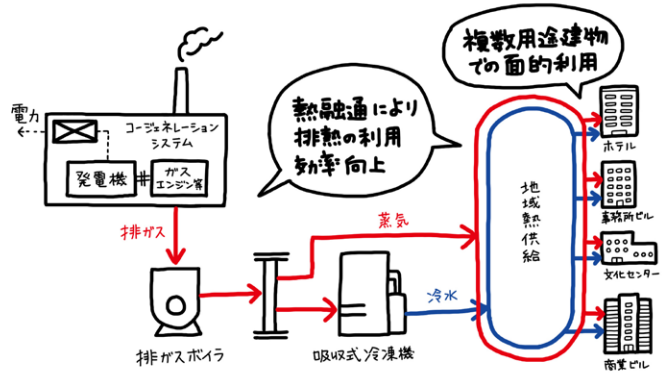 電力
コージェネレーション
システム
発電機
ガス
エンジン等
排ガス
排ガスボイラ
熱融通により
排熱の利用
効率向上
蒸気
吸収式冷凍機
冷水
複数用途建物
での面的利用
地域熱供給
ホテル
事務所ビル
文化センター
商業ビル